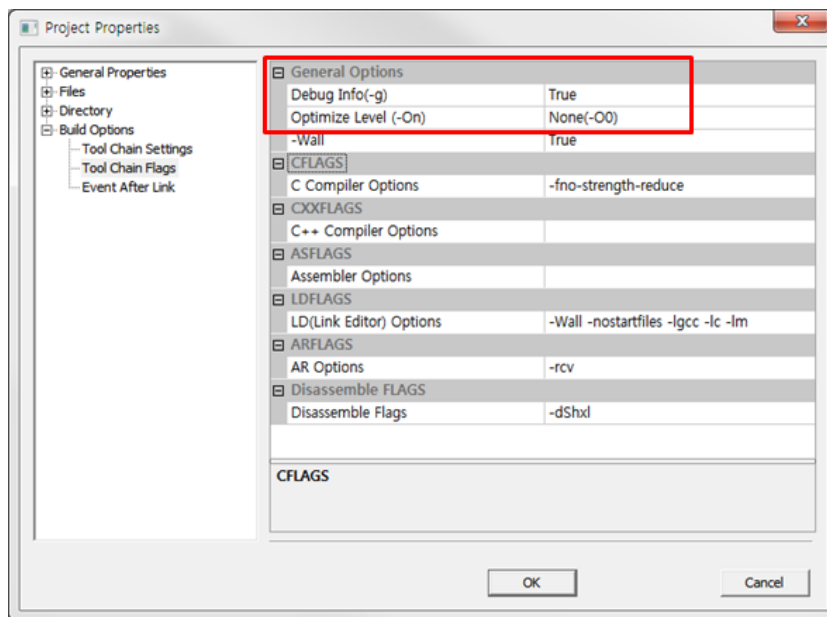 Project Properties
General Properties
Files
Directory
Build Options
Tool Chain Settings
Tool Chain Flags
Event After Link
General Options
Debug Info(-g) True
Optimize Level (-On) None(-O0)
-Wall True
CFLAGS
C Compiler Options -fno-strength-reduce
CXXFLAGS
C++ Compiler Options
ASFLAGS
Assembler Options
LDFLAGS
LD(Link Editor) Options -Wall -nostartfiles -lgcc -lc -lm
ARFLAGS
AR Options -rcv
Disassemble FLAGS
Disassemble Flags -dShxl
CFLAGS
OK Cancel